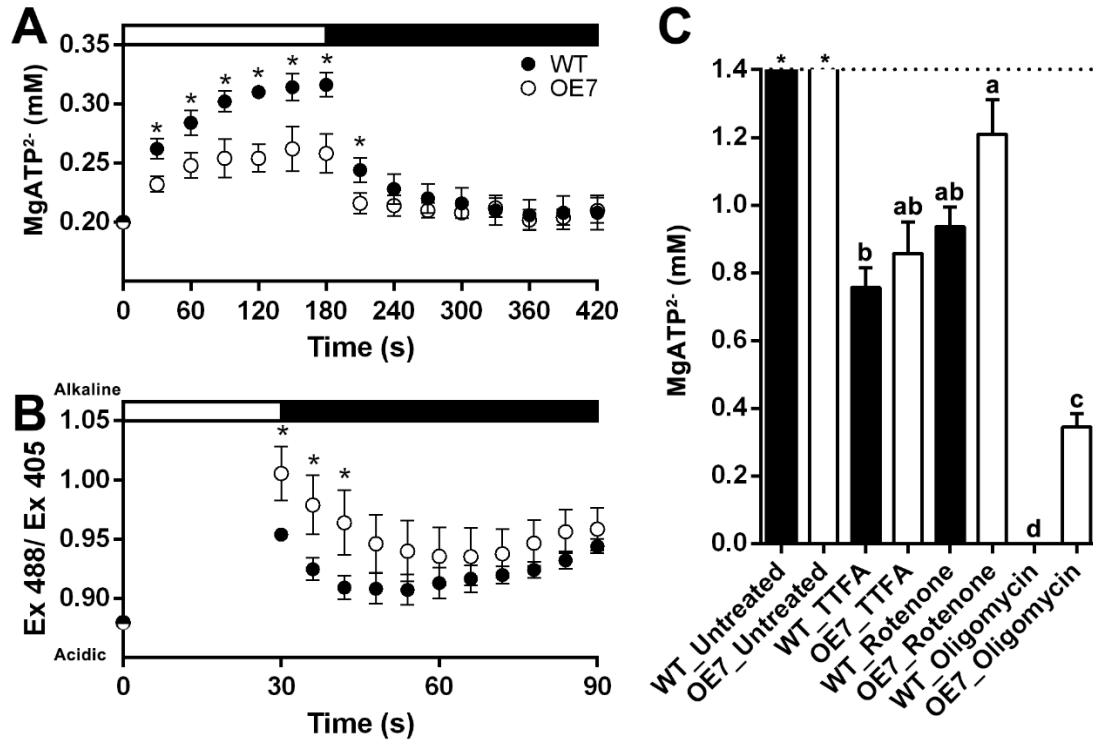 A
MgATP²⁻ (mM)
0.35
0.30
0.25
0.20
* * * * * * *
WT
OE7
0 60 120 180 240 300 360 420
Time (s)
B
Alkaline
Ex 488/ Ex 405
1.05
1.00
0.95
0.90
Acidic
* * *
0 30 60 90
Time (s)
C
MgATP²⁻ (mM)
1.4
1.2
1.0
0.8
0.6
0.4
0.2
0.0
* * b ab ab a d c
WT_Untreated
OE7_Untreated
WT_TTFA
OE7_TTFA
WT_Rotenone
OE7_Rotenone
WT_Oligomycin
OE7_Oligomycin